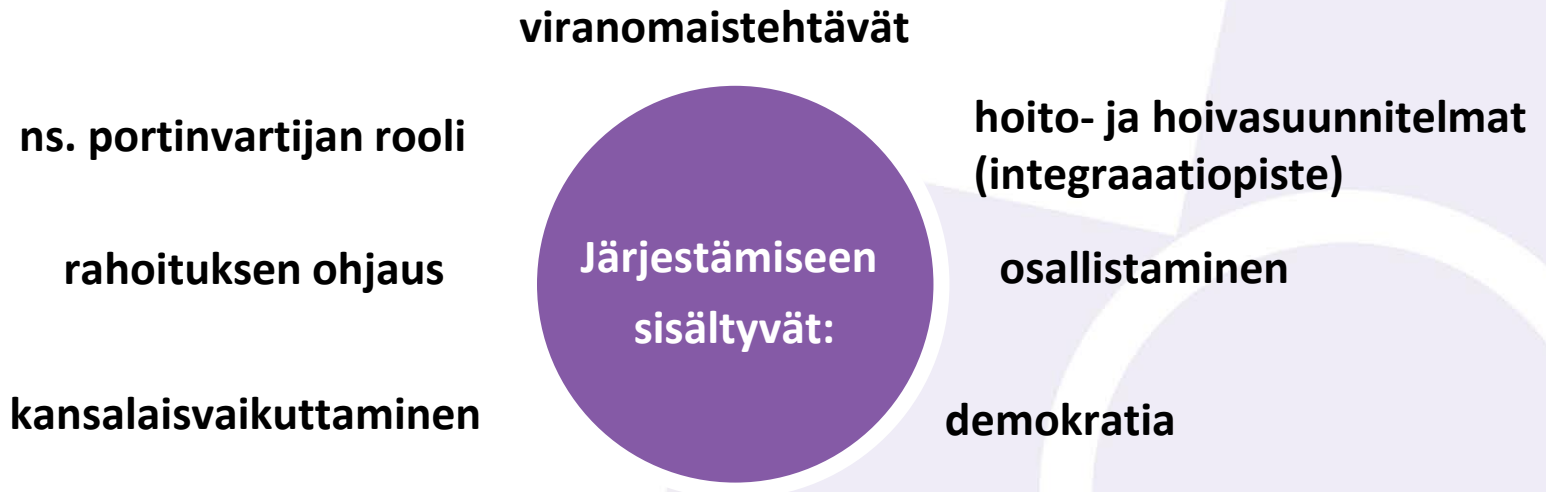 viranomaistehtävät
ns. portinvartijan rooli
hoito- ja hoivasuunnitelmat
(integraaatiopiste)
rahoituksen ohjaus
Järjestämiseen
sisältyvät:
osallistaminen
kansalaisvaikuttaminen
demokratia